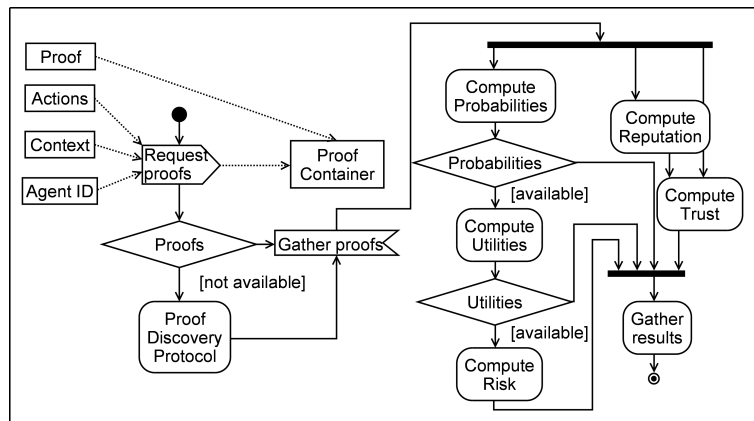 Proof
Actions
Context
Agent ID
Request
proofs
Proof
Container
Proofs
Gather proofs
[not available]
Proof
Discovery
Protocol
Compute
Probabilities
Probabilities
[available]
Compute
Utilities
Utilities
[available]
Compute
Risk
Compute
Reputation
Compute
Trust
Gather
results